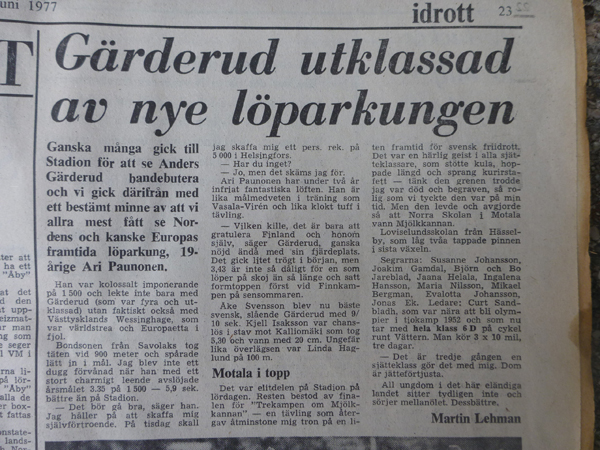 uni 1977
idrott 23
Gärderud utklassad
av nye löparkungen
Ganska många gick till
Stadion för att se Anders
Gärderud bandebutera
och vi gick därifrån med
ett bestämt minne av att vi
allra mest fått se Nor-
dens och kanske Europas
framtida löparkung, 19-
årige Ari Paunonen.
Han var kolossalt imponerande
på 1 500 och lekte inte bara med
Gärderud (som var fyra och ut-
klassad) utan faktiskt också med
Västtysklands Wessinghage, som
var världstrea och Europaetta i
fjol.
Bondsonen från Savolaks tog
täten vid 900 meter och spårade
lätt in i mål. Jag blev inte ett
dugg förvånad när han med ett
stort charmigt leende avslöjade
årsmålet 3.35 på 1 500 — 5,9 sek.
bättre än på Stadion.
— Det bör gå bra, säger han.
Jag håller på att skaffa mig
självförtroende. På tisdag skall
jag skaffa mig ett pers. rek. på
5 000 i Helsingfors.
— Har du inget?
— Jo, men det skäms jag för.
Ari Paunonen har under två år
infriat fantastiska löften. Han är
lika målmedveten i träning som
Vasala-Virén och lika klokt tuff i
tävling.
— Vilken kille, det är bara att
gratulera Finland och honom
själv, säger Gärderud, ganska
nöjd ändå med sin fjärdeplats.
Det gick litet trögt i början, men
3,43 är inte så dåligt för en som
löper på skoj än så länge och satt
formtoppen först vid Finnkam-
pen på sensommaren.
Åke Svensson blev ny bäste
svensk, slående Gärderud med 9/
10 sek. Kjell Isaksson var chans-
lös i stav mot Kalliomäki som tog
5,30 och vann med 20 cm. Ungefär
lika överlägsen var Linda Hag-
lund på 100 m.
Motala i topp
Det var elitdelen på Stadion på
lördagen. Resten bestod av fi-
nalen för "Trekampen om Mjölk-
kannan" — en tävling som åter-
gav åtminstone mig tron på en li-
ten framtid för svensk friidrott.
Det var en härlig geist i alla sjät-
teklassare, som stötte kula, hop-
pade längd och sprang kurirsta-
fett — tänk den grenen trodde
jag var död och begraven, så ro-
lig som vi tyckte den var på min
tid. Men den levde och avgjorde
så att Norra Skolan i Motala
vann Mjölkkannan.
Loviselundsskolan från Hässel-
by, som låg två tappade pinnen
i sista växeln.
Segrarna: Susanne Johansson,
Joakim Gamdal, Björn och Bo
Jarebland, Jaana Helala, Ingalena
Hansson, Maria Nilsson, Mikael
Bergman, Evalotta Johansson,
Jonas Ek. Ledare: Curt Sand-
bladh, som var nära att bli olympi-
er i tjokamp 1952 och som nu
tar med hela klass 6 D på cykel
runt Vättern. Man kör 3 x 10 mil,
tre dagar.
— Det är tredje gången en
sjätteklass gör det med mig. Dom
är jätteförtjusta.
All ungdom i det här eländiga
landet sitter tydligen inte och
sörjer mellanölet. Dessbättre.
Martin Lehman